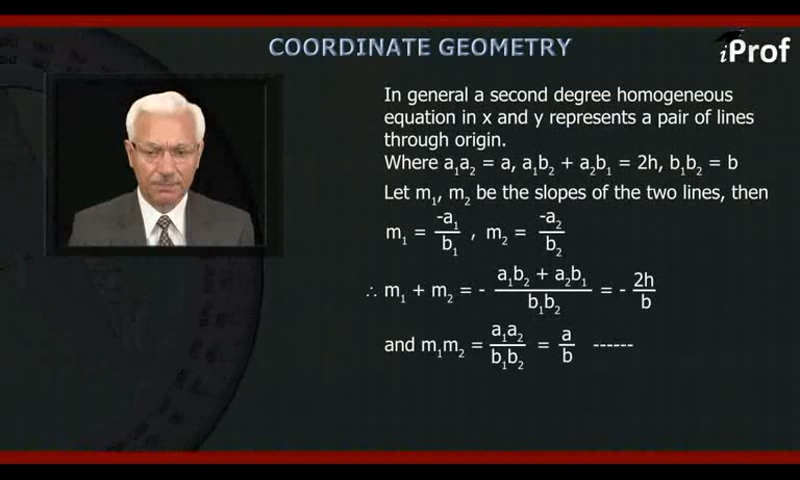 COORDINATE GEOMETRY
iProf
In general a second degree homogeneous
equation in x and y represents a pair of lines
through origin.
Where a₁a₂ = a, a₁b₂ + a₂b₁ = 2h, b₁b₂ = b
Let m₁, m₂ be the slopes of the two lines, then
m₁ = -a₁/b₁ , m₂ = -a₂/b₂
∴ m₁ + m₂ = - (a₁b₂ + a₂b₁)/(b₁b₂) = - 2h/b
and m₁m₂ = a₁a₂/b₁b₂ = a/b ------